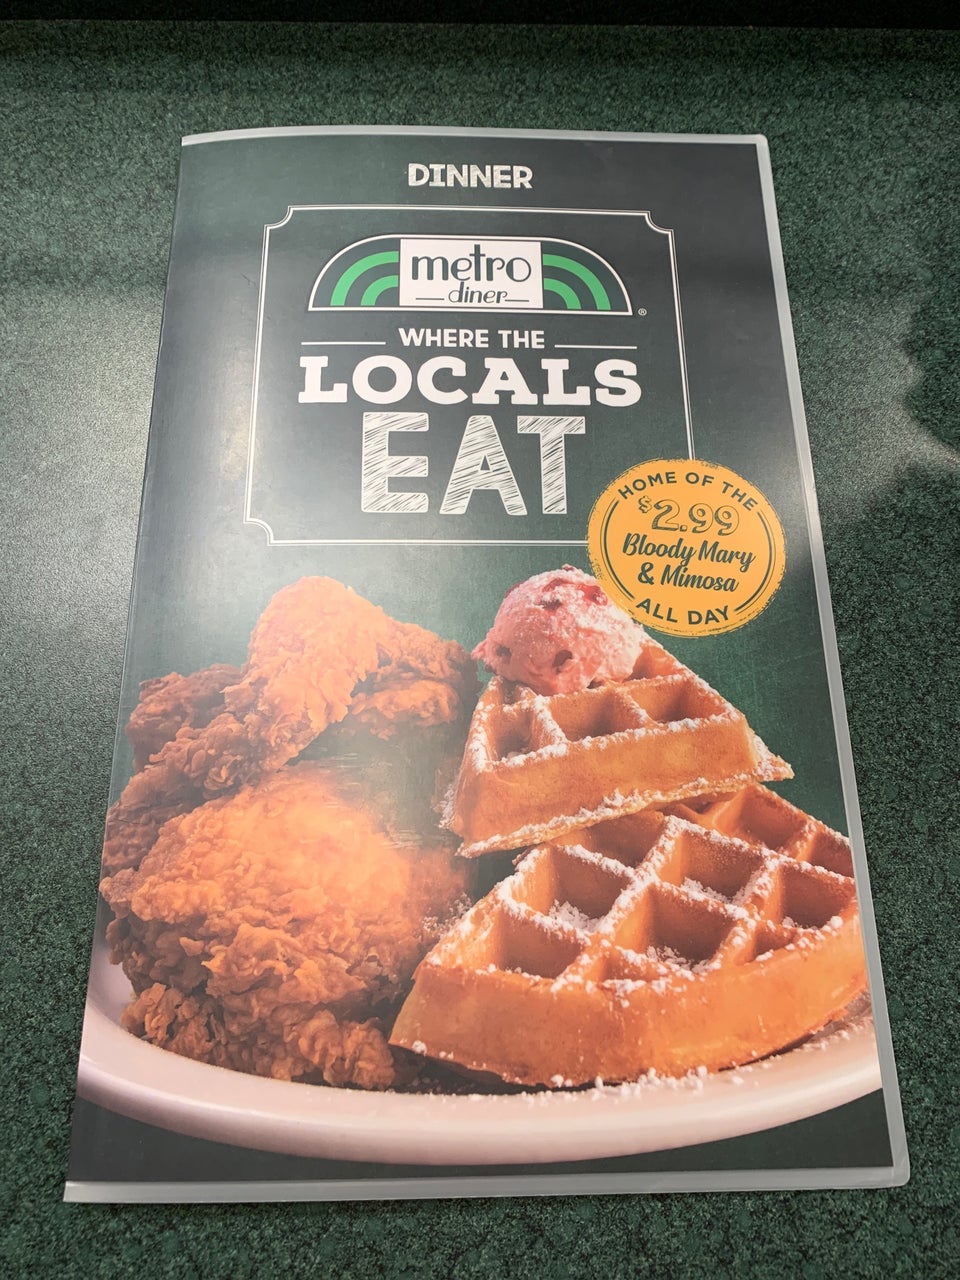 DINNER
metro
diner
®
WHERE THE
LOCALS
EAT
HOME OF THE
$2.99
Bloody Mary
& Mimosa
ALL DAY